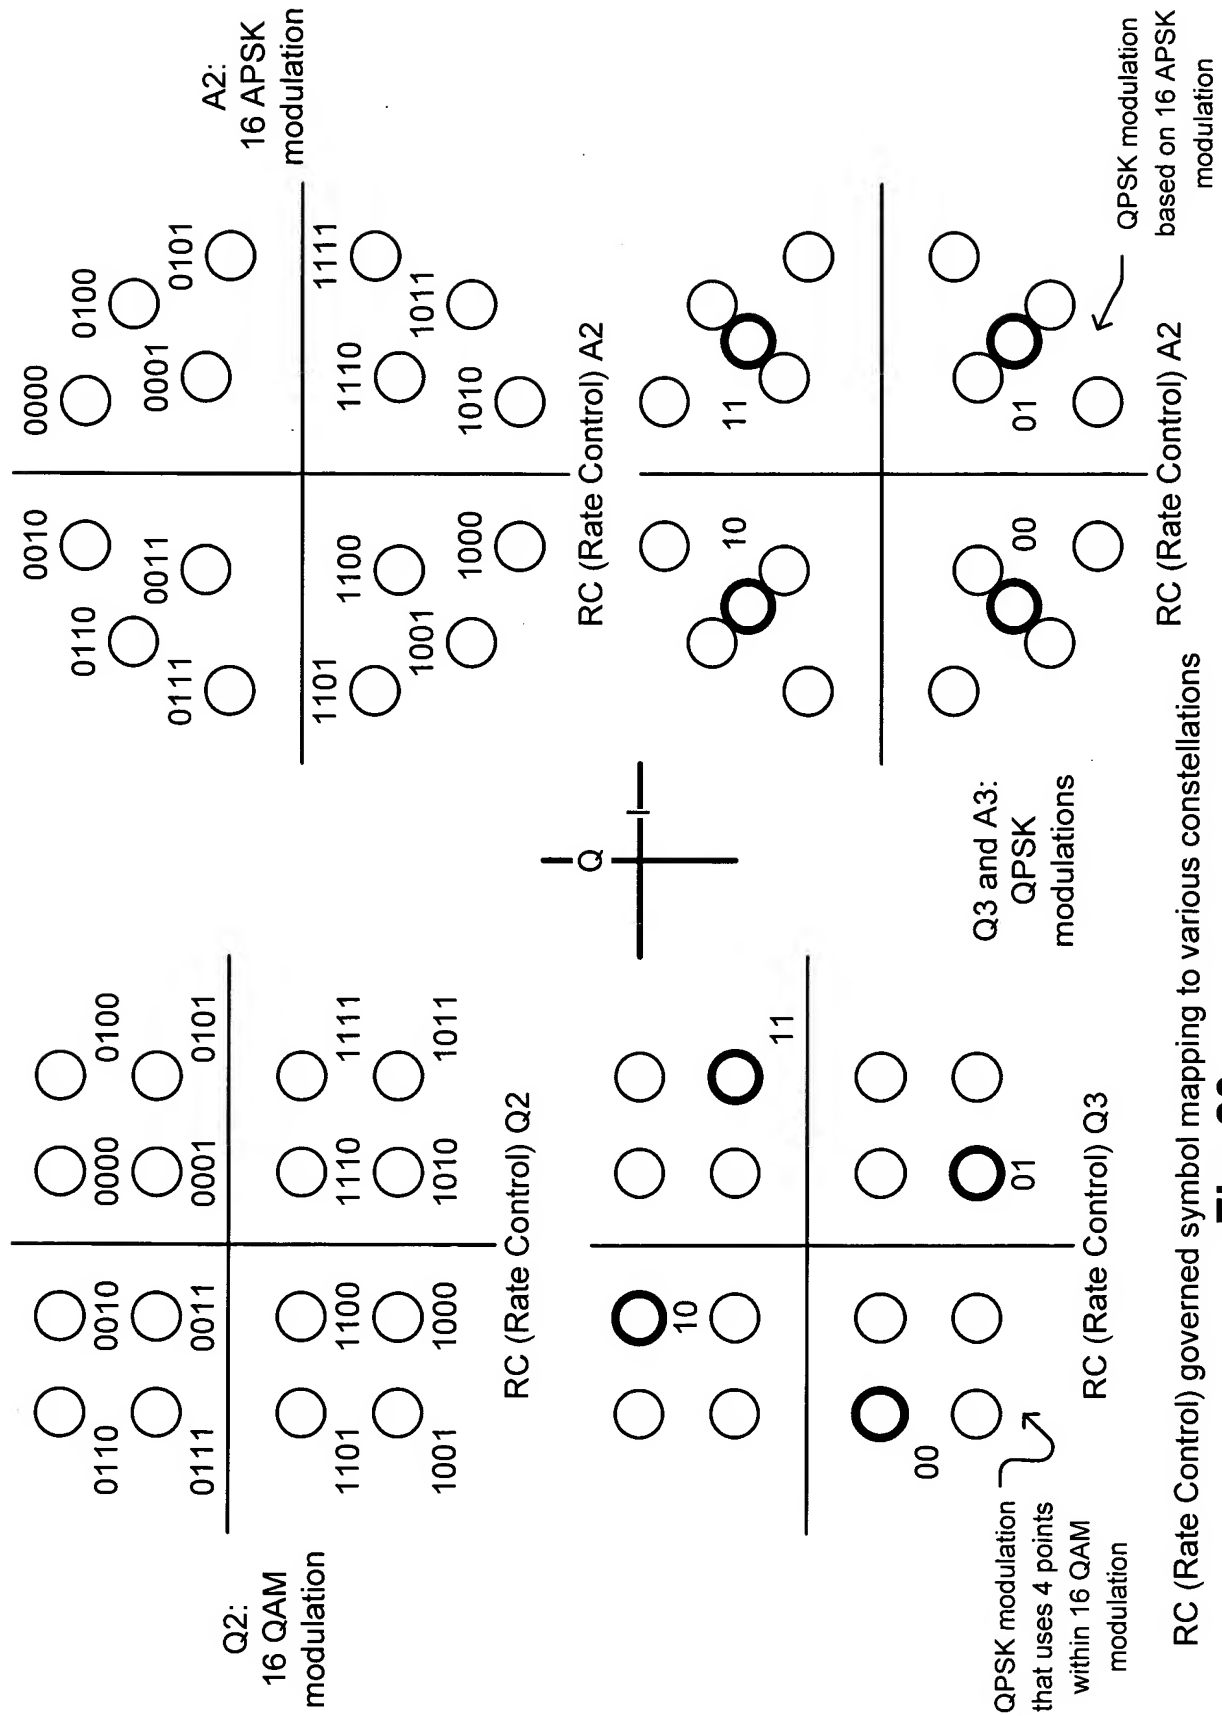 Q2:
16 QAM
modulation
0110 0010 0000 0100
0111 0011 0001 0101
1101 1100 1110 1111
1001 1000 1010 1011
RC (Rate Control) Q2
A2:
16 APSK
modulation
0010 0000
0110 0100
0011 0001
0111 0101
1101 1100 1110 1111
1001 1011
1000 1010
RC (Rate Control) A2
Q
I
10
11
00
01
RC (Rate Control) Q3
QPSK modulation
that uses 4 points
within 16 QAM
modulation
Q3 and A3:
QPSK
modulations
10 11
00 01
RC (Rate Control) A2
QPSK modulation
based on 16 APSK
modulation
RC (Rate Control) governed symbol mapping to various constellations